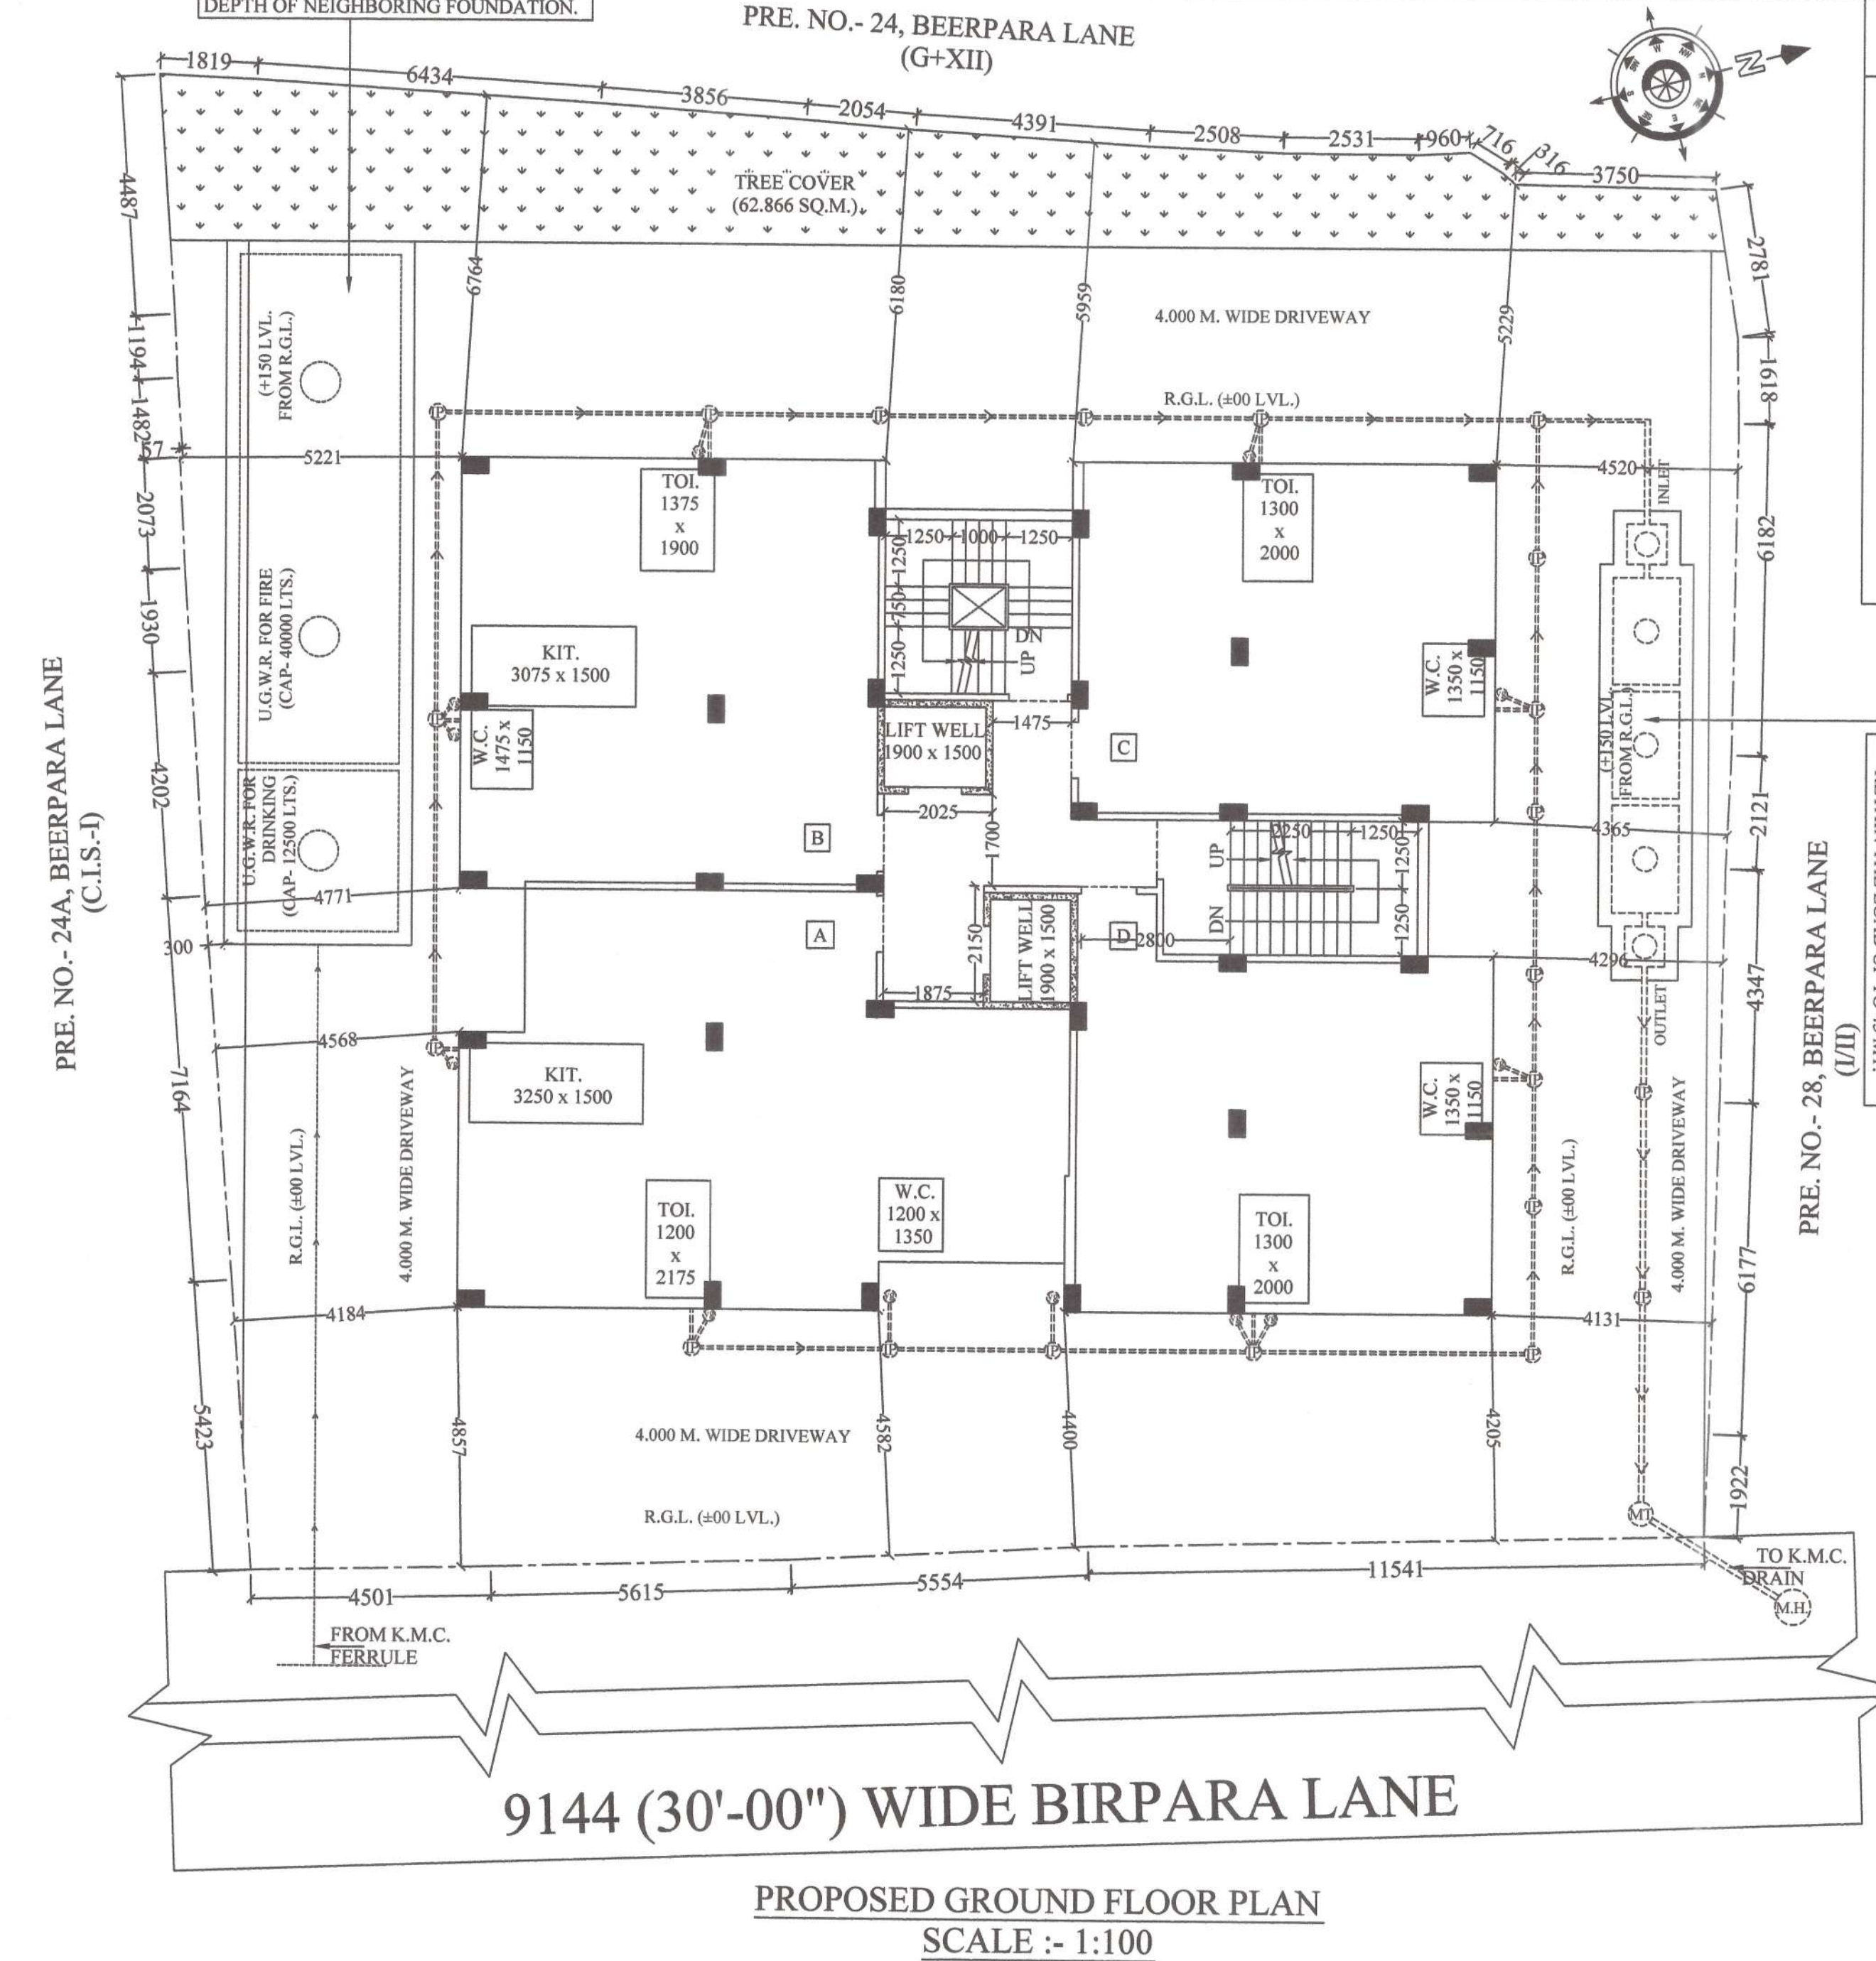 DEPTH OF NEIGHBORING FOUNDATION.
PRE. NO.- 24, BEERPARA LANE
(G+XII)
N
1819
6434
3856
2054
4391
2508
2531
960
716
316
3750
TREE COVER
(62.866 SQ.M.)
4487
1194
1482
2073
1930
4202
7164
5423
300
2781
1618
6182
2121
4347
6177
1922
6764
6180
5959
5229
4.000 M. WIDE DRIVEWAY
R.G.L. (±00 LVL.)
(+150 LVL.
FROM R.G.L.)
5221
4520
INLET
TOI.
1375
x
1900
1250
1000
1250
1250
750
1250
DN
UP
TOI.
1300
x
2000
U.G.W.R. FOR FIRE
(CAP- 40000 LTS.)
KIT.
3075 x 1500
W.C.
1475 x
1150
LIFT WELL
1900 x 1500
1475
C
W.C.
1350 x
1150
(+150 LVL.
FROM R.G.L.)
PRE. NO.- 24A, BEERPARA LANE
(C.I.S.-I)
U.G.W.R. FOR
DRINKING
(CAP- 12500 LTS.)
2025
1700
B
UP
2250
1250
1250
4365
4771
A
2150
LIFT WELL
1900 x 1500
D
2800
DN
1250
4296
1875
OUTLET
PRE. NO.- 28, BEERPARA LANE
(I/II)
4568
KIT.
3250 x 1500
W.C.
1350 x
1150
R.G.L. (±00 LVL.)
4.000 M. WIDE DRIVEWAY
TOI.
1200
x
2175
W.C.
1200 x
1350
TOI.
1300
x
2000
R.G.L. (±00 LVL.)
4.000 M. WIDE DRIVEWAY
4184
4131
4857
4582
4400
4205
4.000 M. WIDE DRIVEWAY
R.G.L. (±00 LVL.)
MT
4501
5615
5554
11541
TO K.M.C.
DRAIN
M.H.
FROM K.M.C.
FERRULE
9144 (30'-00") WIDE BIRPARA LANE
PROPOSED GROUND FLOOR PLAN
SCALE :- 1:100